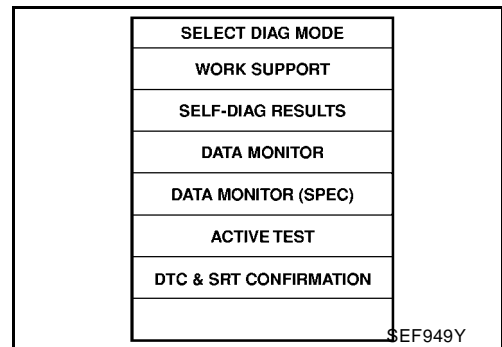 SELECT DIAG MODE
WORK SUPPORT
SELF-DIAG RESULTS
DATA MONITOR
DATA MONITOR (SPEC)
ACTIVE TEST
DTC & SRT CONFIRMATION
SEF949Y